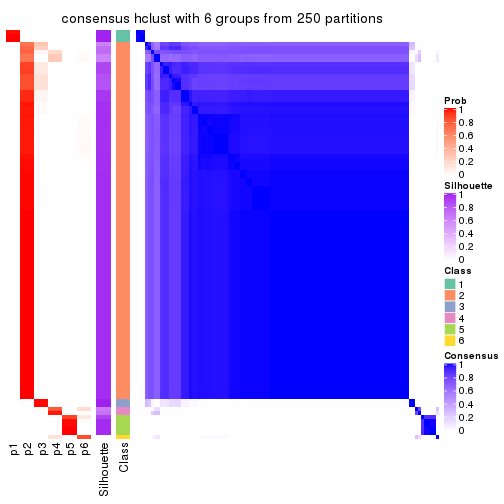 consensus hclust with 6 groups from 250 partitions
Prob
1
0.8
0.6
0.4
0.2
0
Silhouette
1
0.8
0.6
0.4
0.2
0
Class
1
2
3
4
5
6
Consensus
1
0.8
0.6
0.4
0.2
0
p1
p2
p3
p4
p5
p6
Silhouette
Class